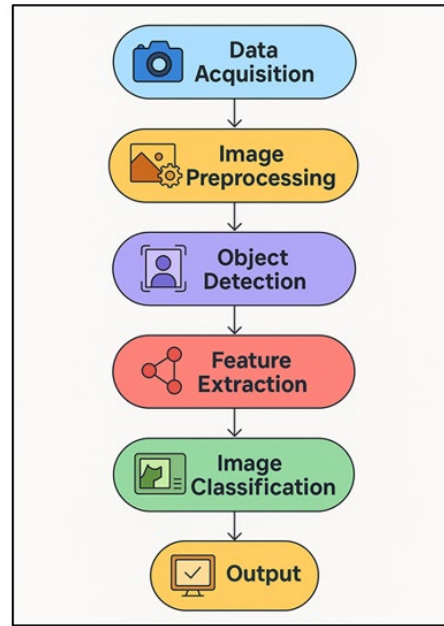 Data
Acquisition
Image
Preprocessing
Object
Detection
Feature
Extraction
Image
Classification
Output